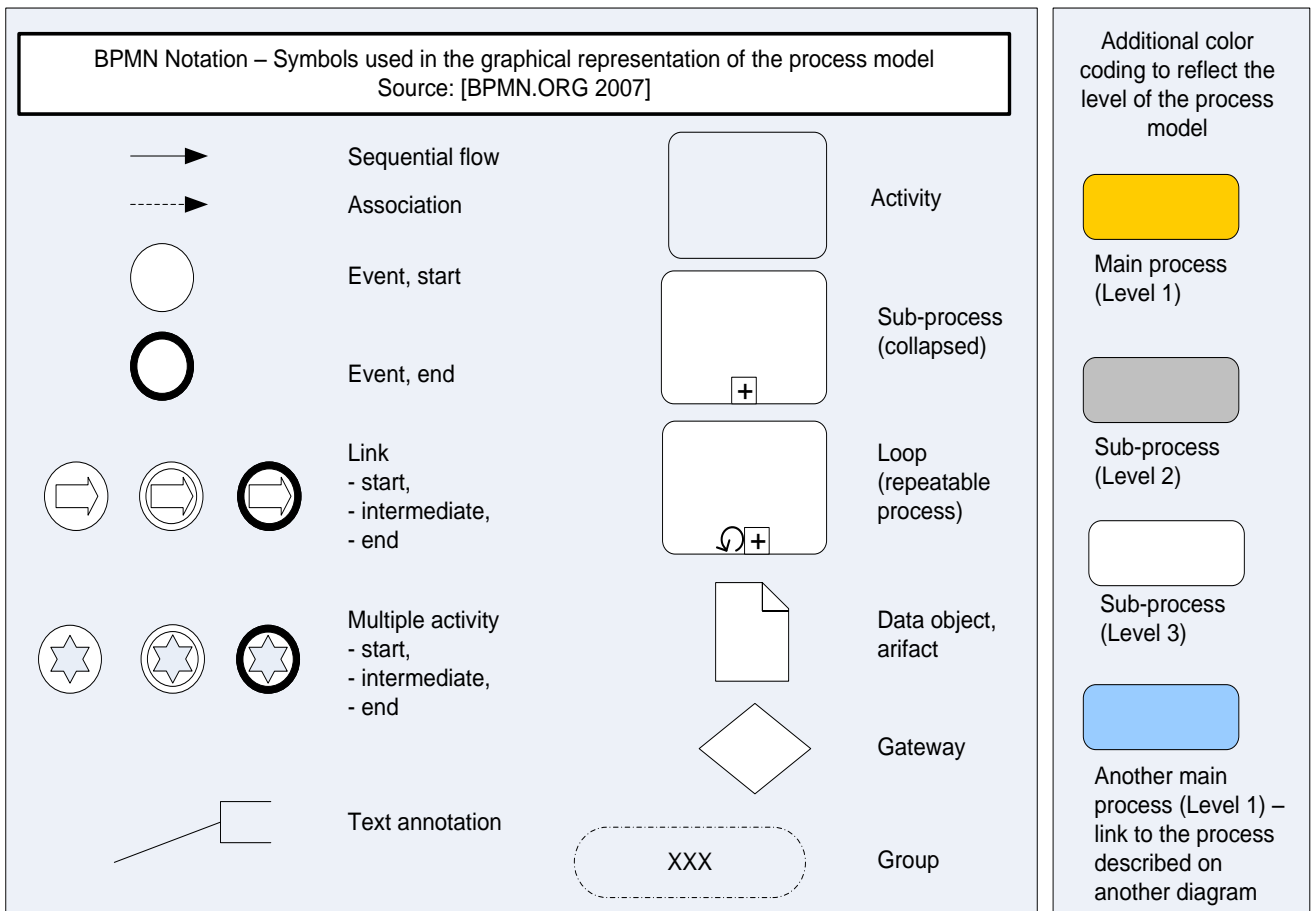 BPMN Notation – Symbols used in the graphical representation of the process model
Source: [BPMN.ORG 2007]
Sequential flow
Association
Event, start
Event, end
Link
- start,
- intermediate,
- end
Multiple activity
- start,
- intermediate,
- end
Text annotation
Activity
Sub-process
(collapsed)
+
Loop
(repeatable
process)
+
Data object,
arifact
Gateway
XXX
Group
Additional color
coding to reflect the
level of the process
model
Main process
(Level 1)
Sub-process
(Level 2)
Sub-process
(Level 3)
Another main
process (Level 1) –
link to the process
described on
another diagram